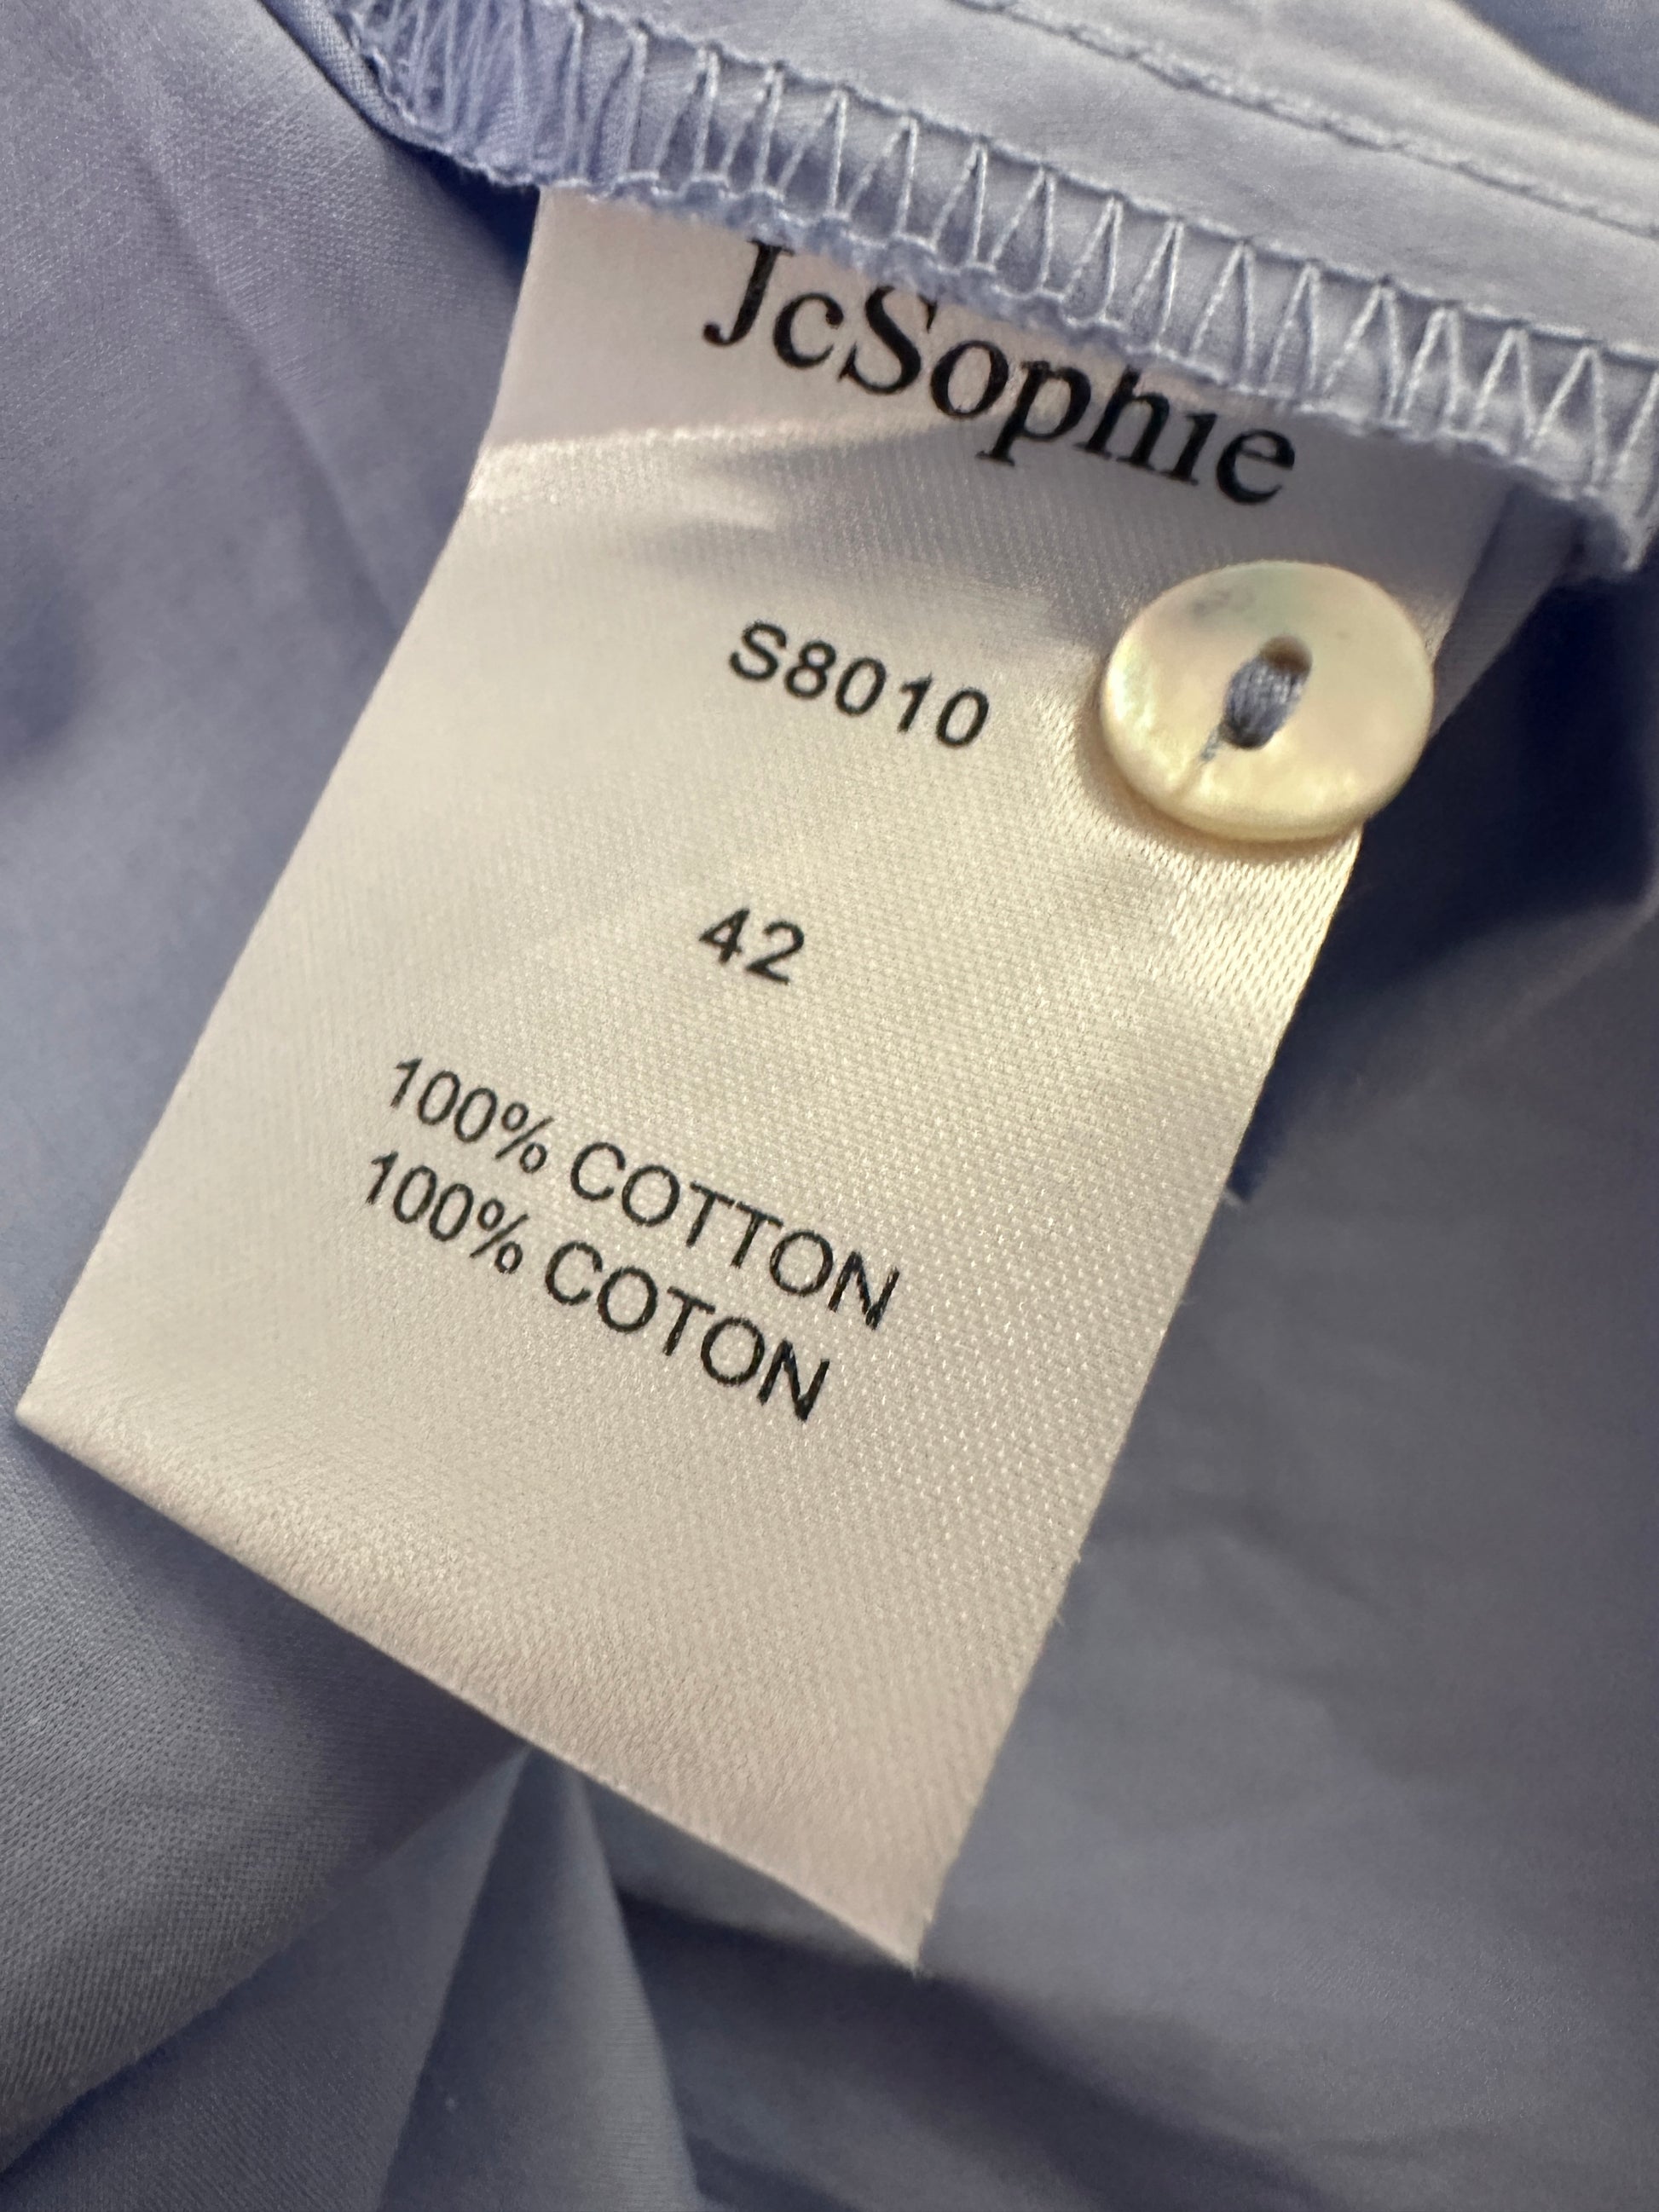 JcSophie
S8010
42
100% COTTON
100% COTON